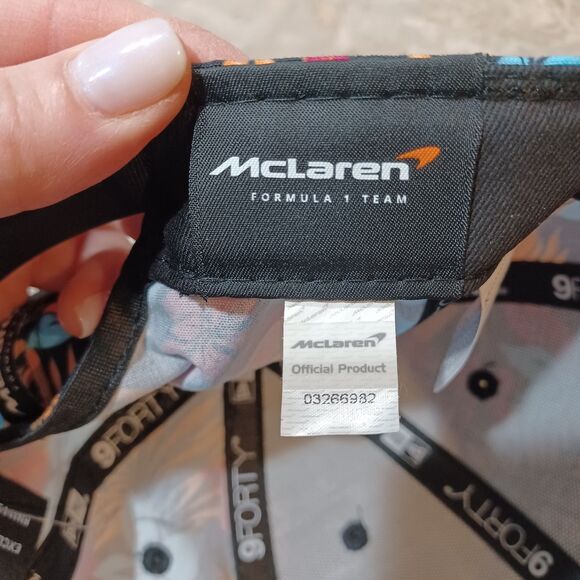 McLaren
FORMULA 1 TEAM
McLaren
Official Product
03266982
9FORTY
9FORTY
9FORTY
9FORTY